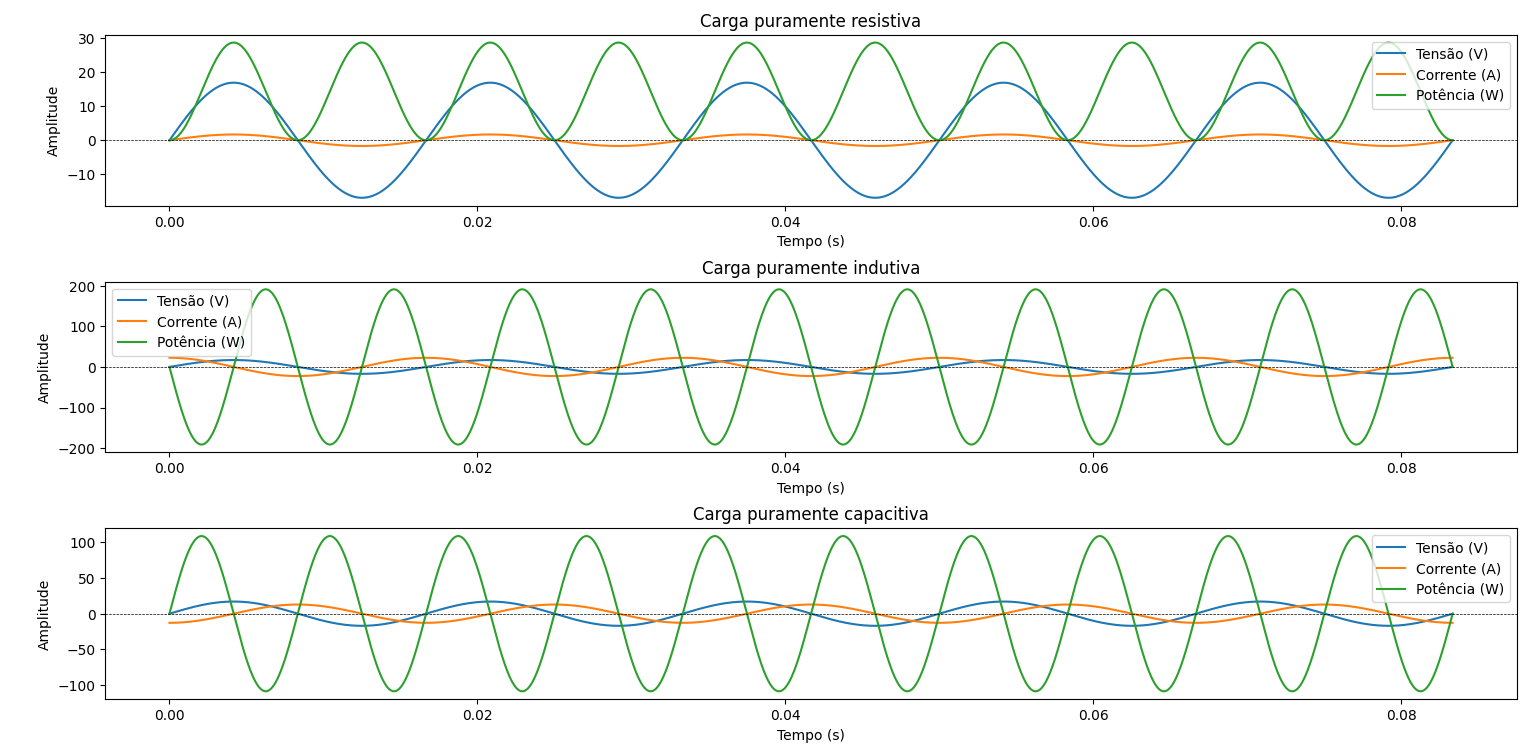 Carga puramente resistiva
30
20
10
0
−10
Amplitude
Tensão (V)
Corrente (A)
Potência (W)
0.00 0.02 0.04 0.06 0.08
Tempo (s)
Carga puramente indutiva
200
100
0
−100
−200
Amplitude
Tensão (V)
Corrente (A)
Potência (W)
0.00 0.02 0.04 0.06 0.08
Tempo (s)
Carga puramente capacitiva
100
50
0
−50
−100
Amplitude
Tensão (V)
Corrente (A)
Potência (W)
0.00 0.02 0.04 0.06 0.08
Tempo (s)